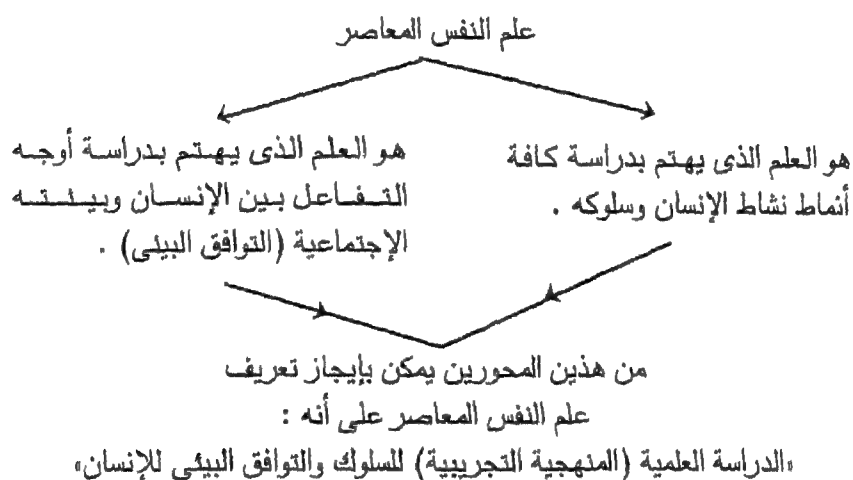 علم النفس المعاصر
هو العلم الذى يهتم بدراسة كافة
أنماط نشاط الإنسان وسلوكه .
هو العلم الذى يهتم بدراسة أوجه
التفاعل بين الإنسان وبيئته
الإجتماعية (التوافق البيئى) .
من هذين المحورين يمكن بإيجاز تعريف
علم النفس المعاصر على أنه :
«الدراسة العلمية (المنهجية التجريبية) للسلوك والتوافق البيئى للإنسان»